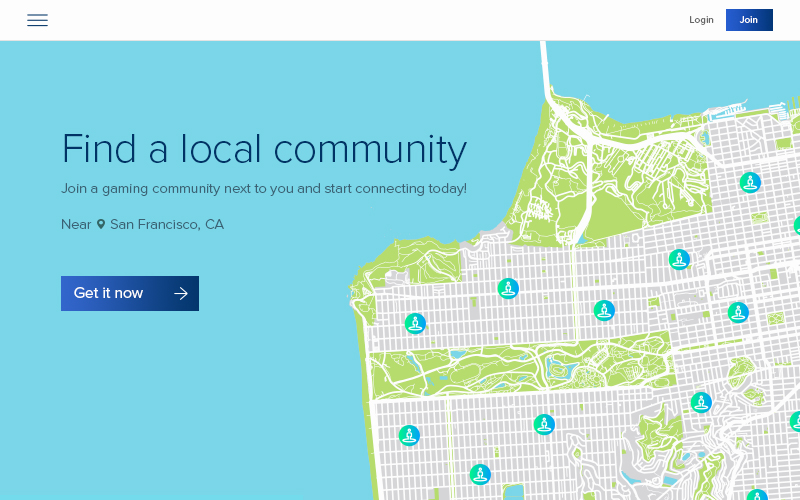 Login
Join
Find a local community
Join a gaming community next to you and start connecting today!
Near San Francisco, CA
Get it now